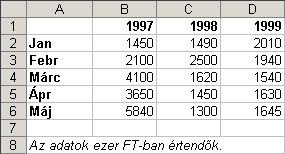 A B C D
1 1997 1998 1999
2 Jan 1450 1490 2010
3 Febr 2100 2500 1940
4 Márc 4100 1620 1540
5 Ápr 3650 1450 1630
6 Máj 5840 1300 1645
7
8 Az adatok ezer FT-ban értendők.